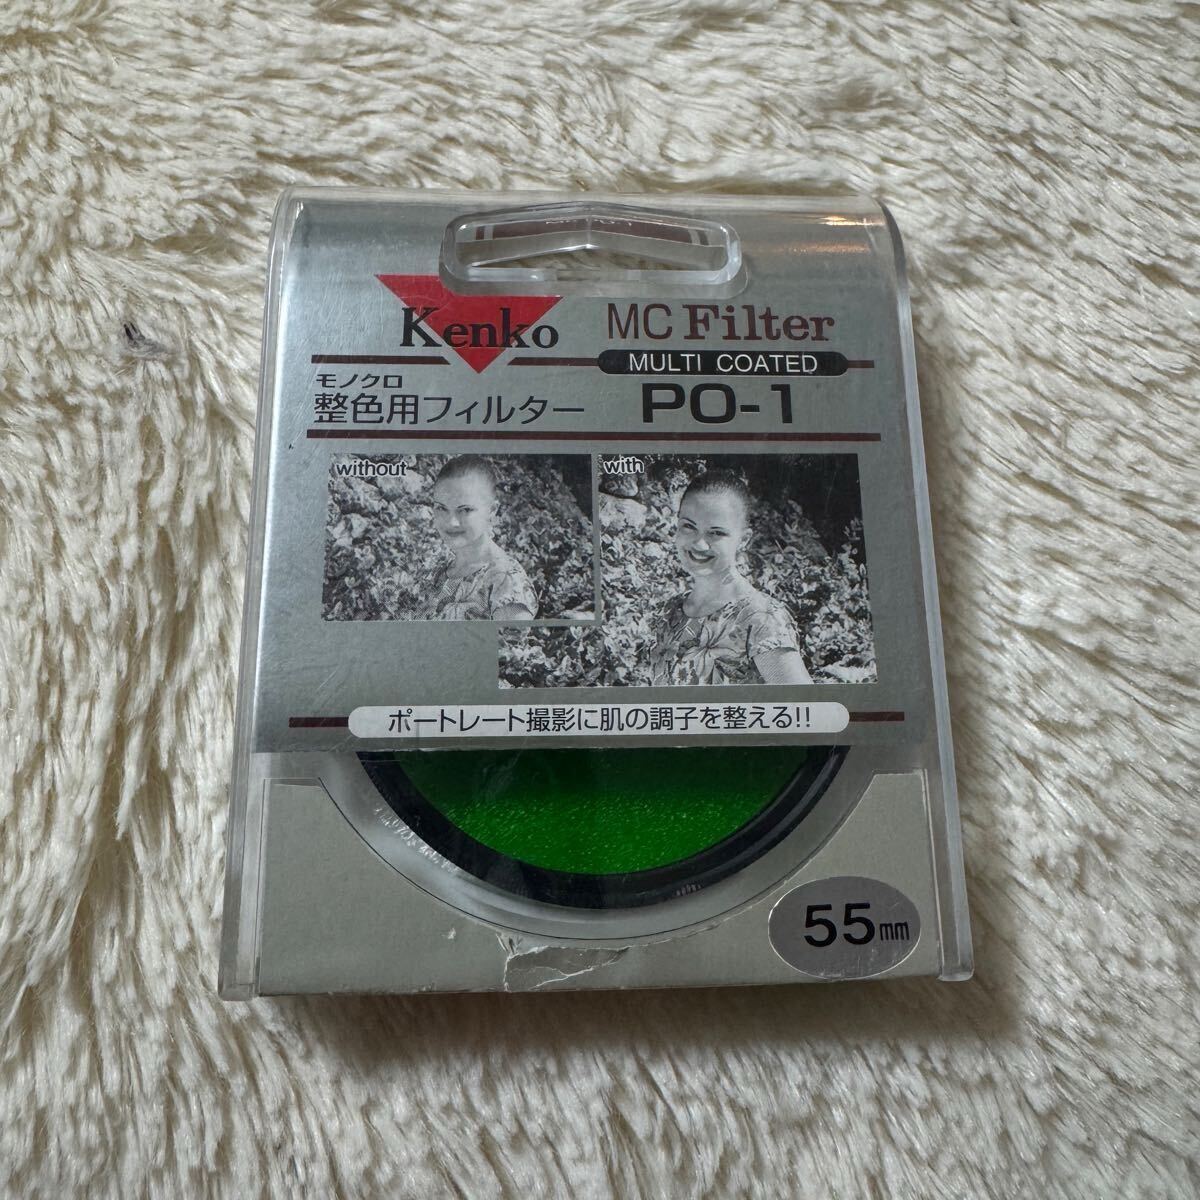 Kenko
MC Filter
MULTI COATED
モノクロ
整色用フィルター
PO-1
without
with
ポートレート撮影に肌の調子を整える!!
55mm